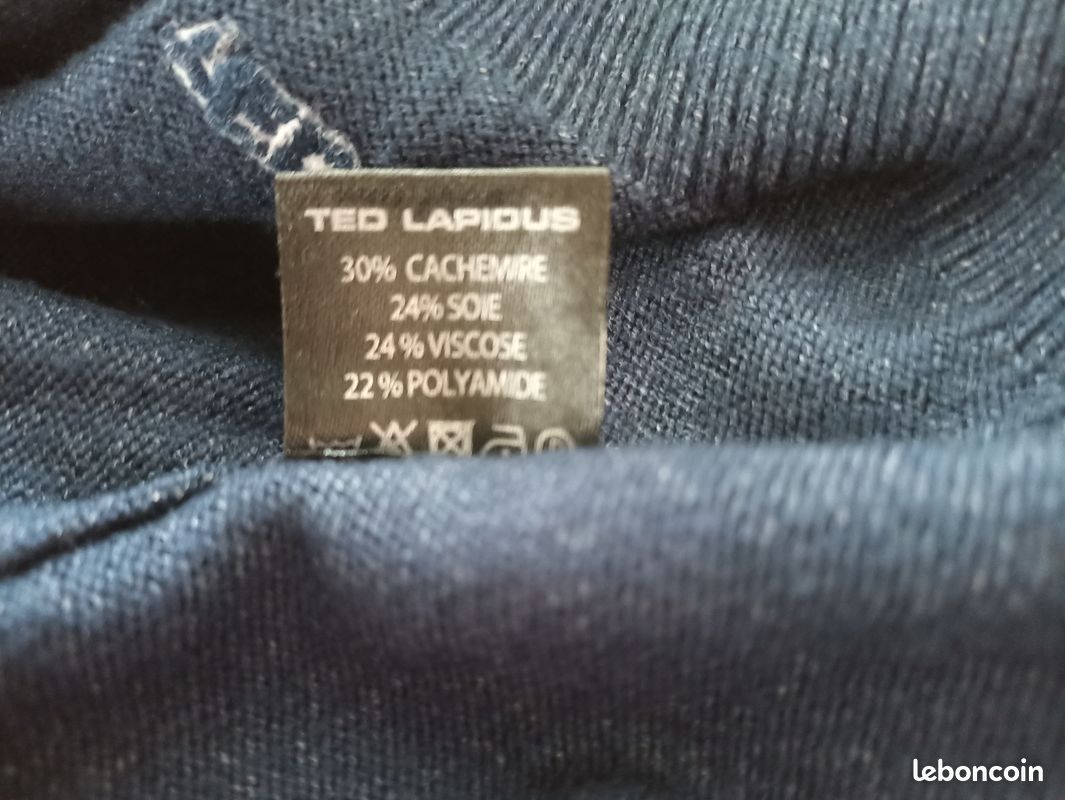 TED LAPIDUS
30% CACHEMIRE
24% SOIE
24% VISCOSE
22% POLYAMIDE
leboncoin